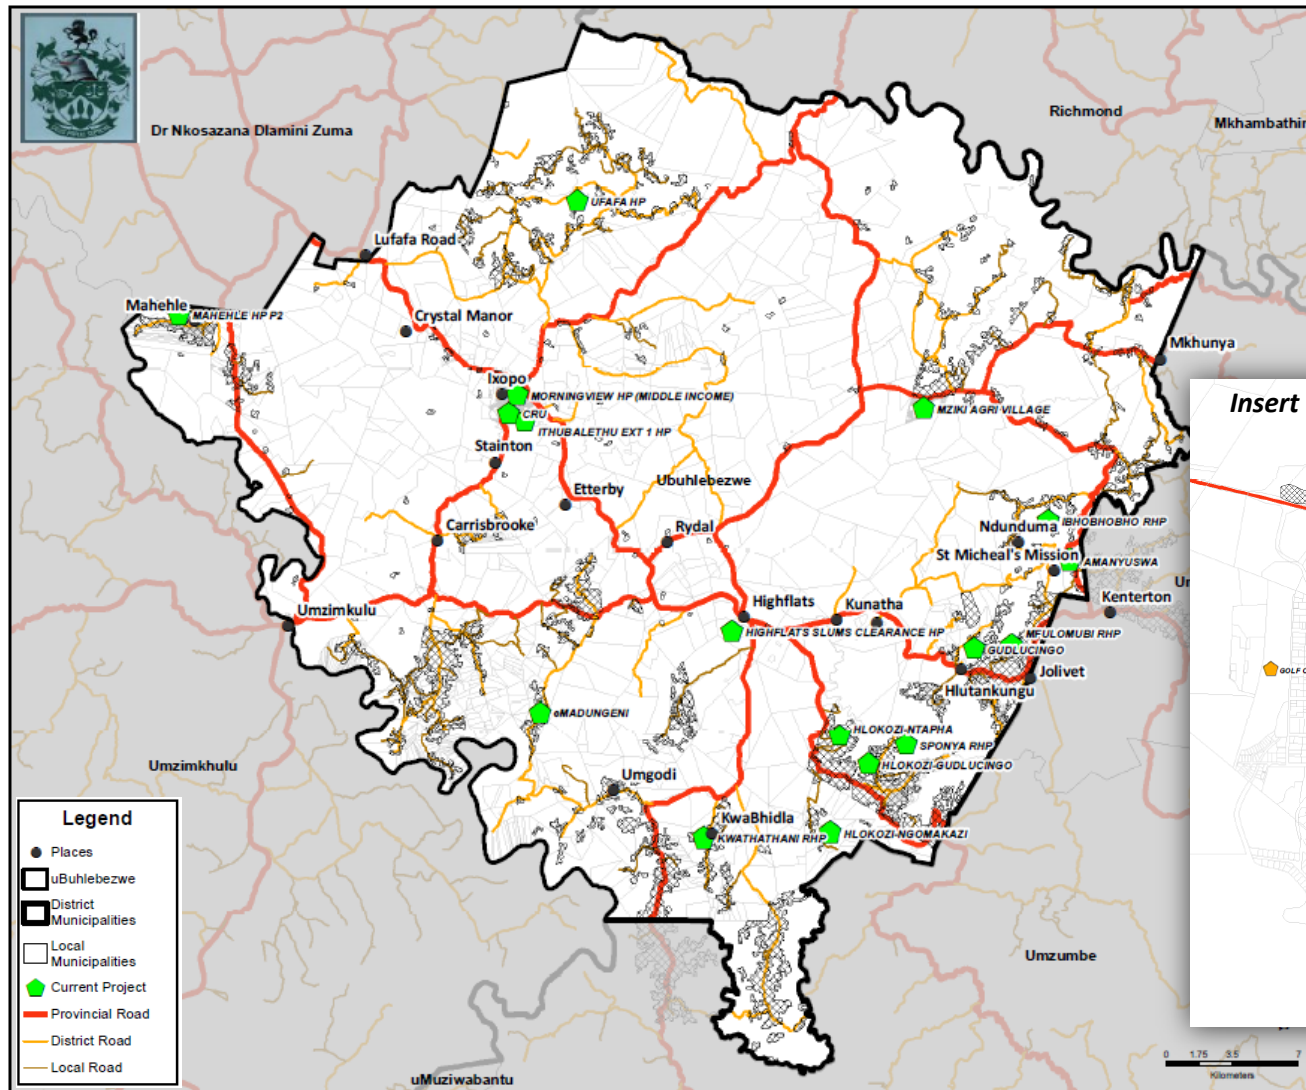 Dr Nkosazana Dlamini Zuma
Richmond
UFAFA HP
Lufafa Road
Mahehle
MAHEHLE HP P2
Crystal Manor
Mkhunya
Ixopo
MORNINGVIEW HP (MIDDLE INCOME)
CRU
ITHUBALETHU EXT 1 HP
MZIKI AGRI VILLAGE
Insert
Stainton
Etterby
Ubuhlebezwe
Carrisbrooke
Rydal
Ndunduma
IBHOBHOBHO RHP
St Micheal's Mission
AMANYUSWA
Kenterton
Umzimkulu
Highflats
Kunatha
HIGHFLATS SLUMS CLEARANCE HP
MFULOMUBI RHP
GUDLUCINGO
Hlutankungu
Jolivet
eMADUNGENI
HLOKOZI-NTAPHA
SPONYA RHP
HLOKOZI-GUDLUCINGO
Umzimkhulu
Umgodi
KwaBhidla
KWATHATHANI RHP
HLOKOZI-NGOMAKAZI
Umzumbe
uMuziwabantu
Legend
Places
uBuhlebezwe
District
Municipalities
Local
Municipalities
Current Project
Provincial Road
District Road
Local Road
0 1.75 3.5 7
Kilometers